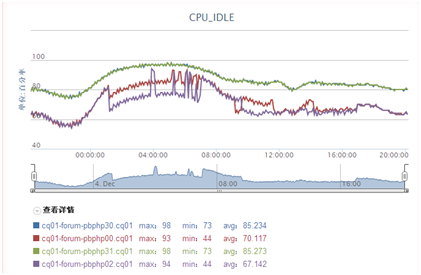 CPU_IDLE
单位: 百分率
100
80
60
40
00:00:00 04:00:00 08:00:00 12:00:00 16:00:00 20:00:00
4. Dec 08:00 16:00
查看详情
cq01-forum-pbphp30.cq01 max: 98 min: 73 avg: 85.234
cq01-forum-pbphp00.cq01 max: 93 min: 44 avg: 70.117
cq01-forum-pbphp31.cq01 max: 98 min: 73 avg: 85.273
cq01-forum-pbphp02.cq01 max: 94 min: 44 avg: 67.142